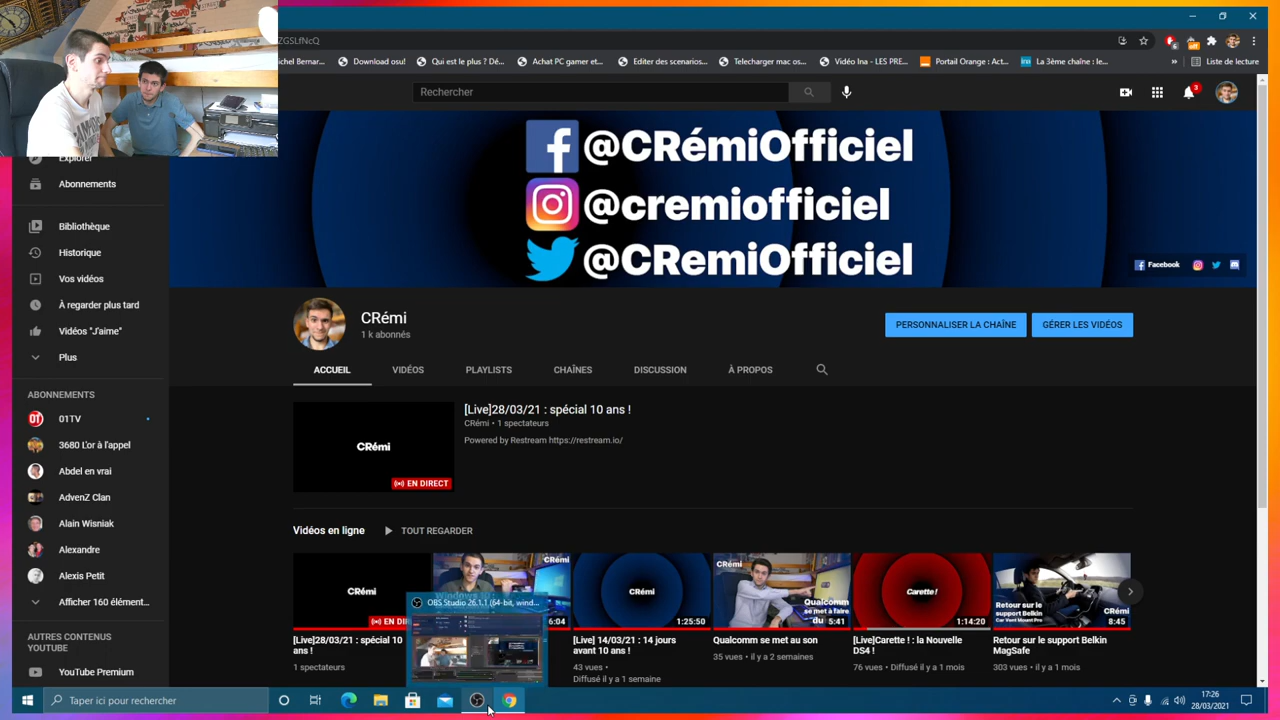 ZGSLfNcQ
ichel Bernar...
Download osu!
Qui est le plus ? Dé...
Achat PC gamer et...
Editer des scenarios...
Telecharger mac os...
Vidéo Ina - LES PRE...
Portail Orange : Act...
La 3ème chaîne : le...
»
Liste de lecture
Rechercher
3
@CRémiOfficiel
@cremiofficiel
@CRemiOfficiel
Facebook
Explorer
Abonnements
Bibliothèque
Historique
Vos vidéos
À regarder plus tard
Vidéos "J'aime"
Plus
ABONNEMENTS
01TV
3680 L'or à l'appel
Abdel en vrai
AdvenZ Clan
Alain Wisniak
Alexandre
Alexis Petit
Afficher 160 élément...
AUTRES CONTENUS
YOUTUBE
YouTube Premium
CRémi
1 k abonnés
PERSONNALISER LA CHAÎNE
GÉRER LES VIDÉOS
ACCUEIL
VIDÉOS
PLAYLISTS
CHAÎNES
DISCUSSION
À PROPOS
CRémi
EN DIRECT
[Live]28/03/21 : spécial 10 ans !
CRémi • 1 spectateurs
Powered by Restream https://restream.io/
Vidéos en ligne
TOUT REGARDER
CRémi
EN DI
[Live]28/03/21 : spécial 10
ans !
1 spectateurs
CRémi
6:04
OBS Studio 26.1.1 (64-bit, wind...
CRémi
1:25:50
[Live] 14/03/21 : 14 jours
avant 10 ans !
43 vues •
Diffusé il y a 1 semaine
CRémi
Qualcomm
se met à faire
du
5:41
Qualcomm se met au son
35 vues • il y a 2 semaines
Carette !
1:14:20
[Live]Carette ! : la Nouvelle
DS4 !
76 vues • Diffusé il y a 1 mois
Retour sur le
support Belkin
Car Vent Mount Pro
CRémi
8:45
Retour sur le support Belkin
MagSafe
303 vues • il y a 1 mois
Taper ici pour rechercher
17:26
28/03/2021